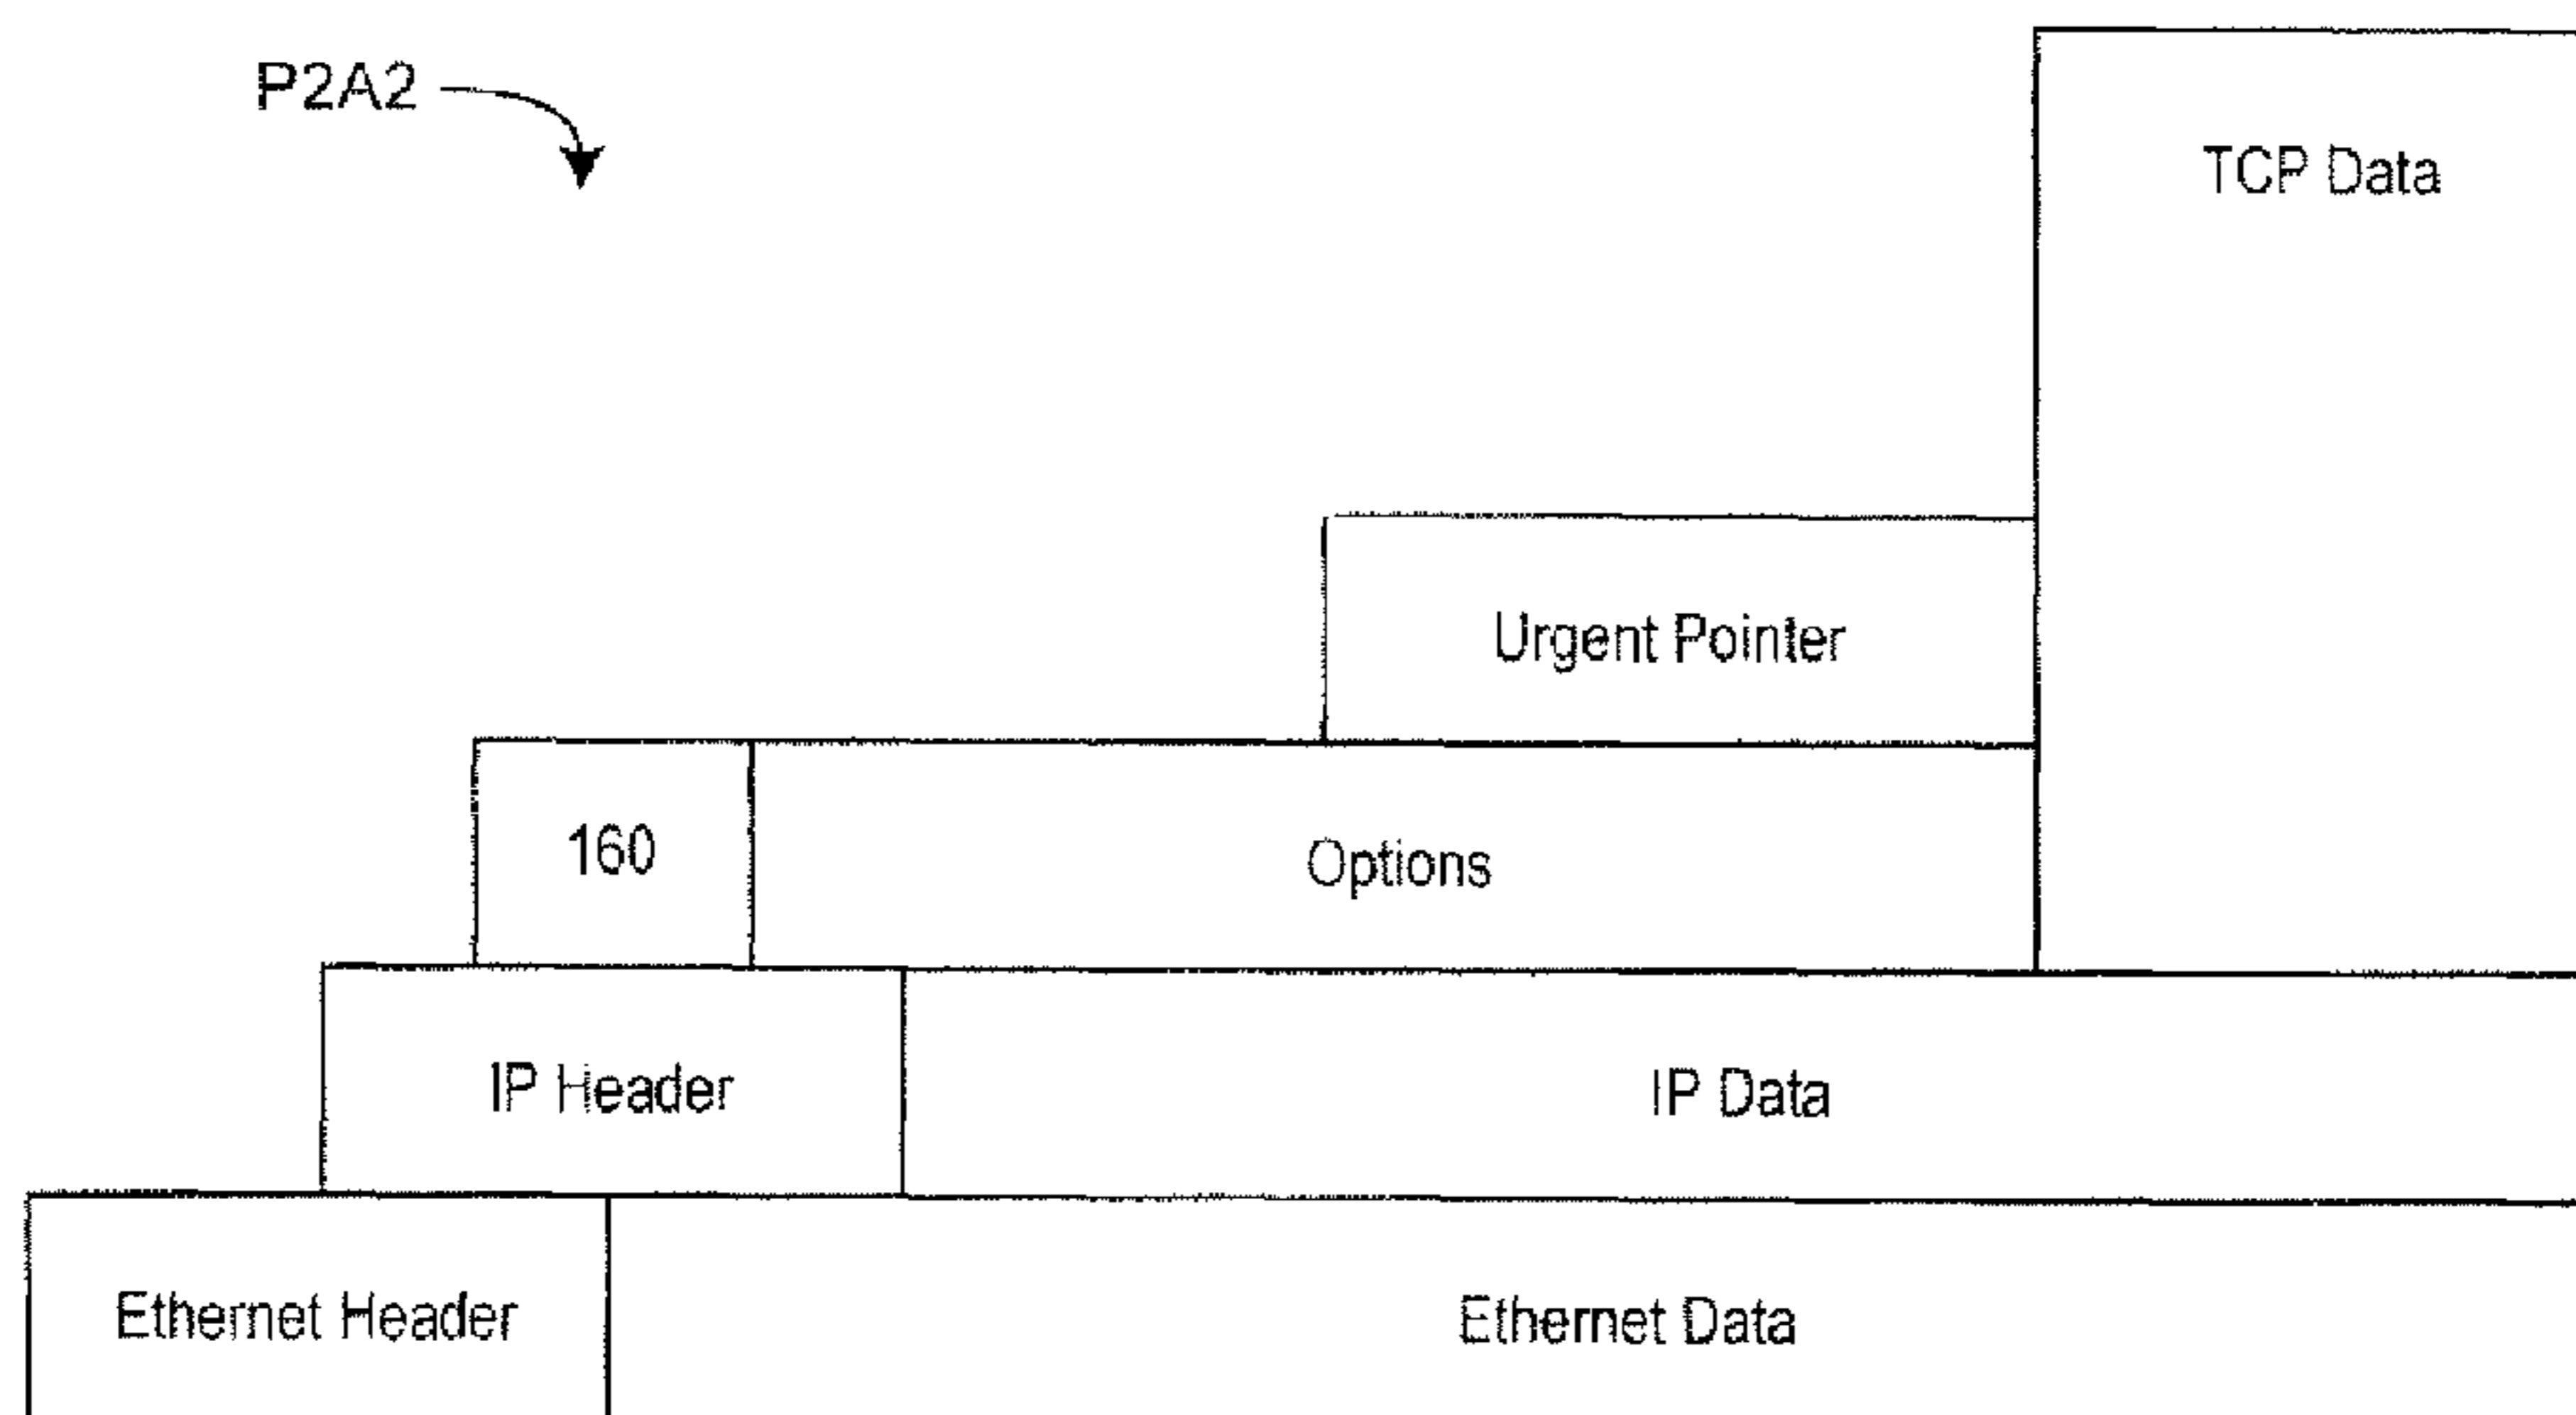 P2A2
TCP Data
Urgent Pointer
160
Options
IP Header
IP Data
Ethernet Header
Ethernet Data